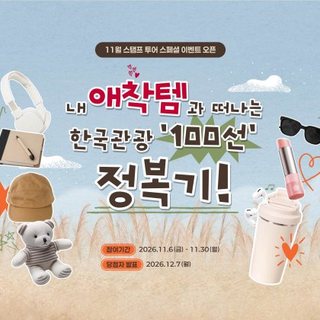 11월 스탬프 투어 스페셜 이벤트 오픈
내 애착템과 떠나는
한국관광 '100선'
정복기!
참여기간 2026.11.6(금) - 11.30(월)
당첨자 발표 2026.12.7(월)